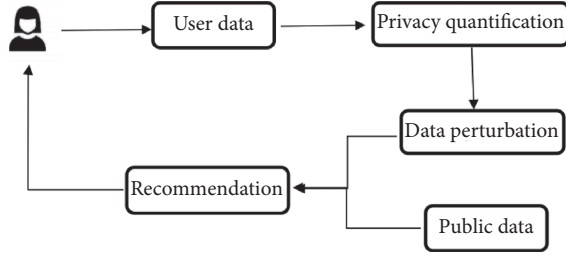 User data
Privacy quantification
Data perturbation
Recommendation
Public data